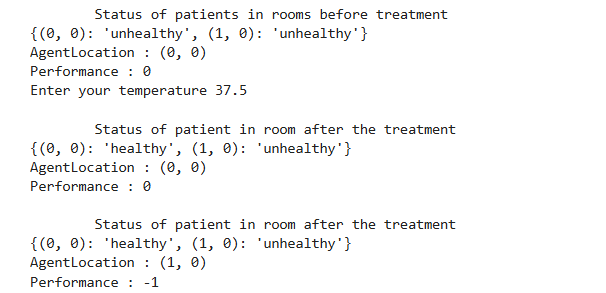 Status of patients in rooms before treatment
{(0, 0): 'unhealthy', (1, 0): 'unhealthy'}
AgentLocation : (0, 0)
Performance : 0
Enter your temperature 37.5
Status of patient in room after the treatment
{(0, 0): 'healthy', (1, 0): 'unhealthy'}
AgentLocation : (0, 0)
Performance : 0
Status of patient in room after the treatment
{(0, 0): 'healthy', (1, 0): 'unhealthy'}
AgentLocation : (1, 0)
Performance : -1